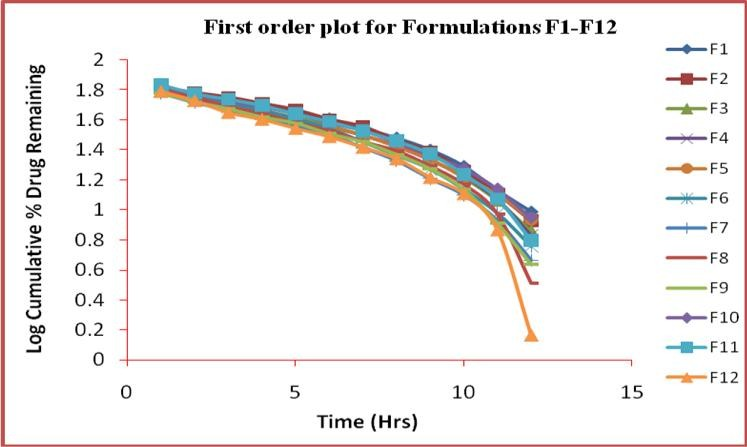 First order plot for Formulations F1-F12
Log Cumulative % Drug Remaining
2
1.8
1.6
1.4
1.2
1
0.8
0.6
0.4
0.2
0
0
5
10
15
Time (Hrs)
F1
F2
F3
F4
F5
F6
F7
F8
F9
F10
F11
F12